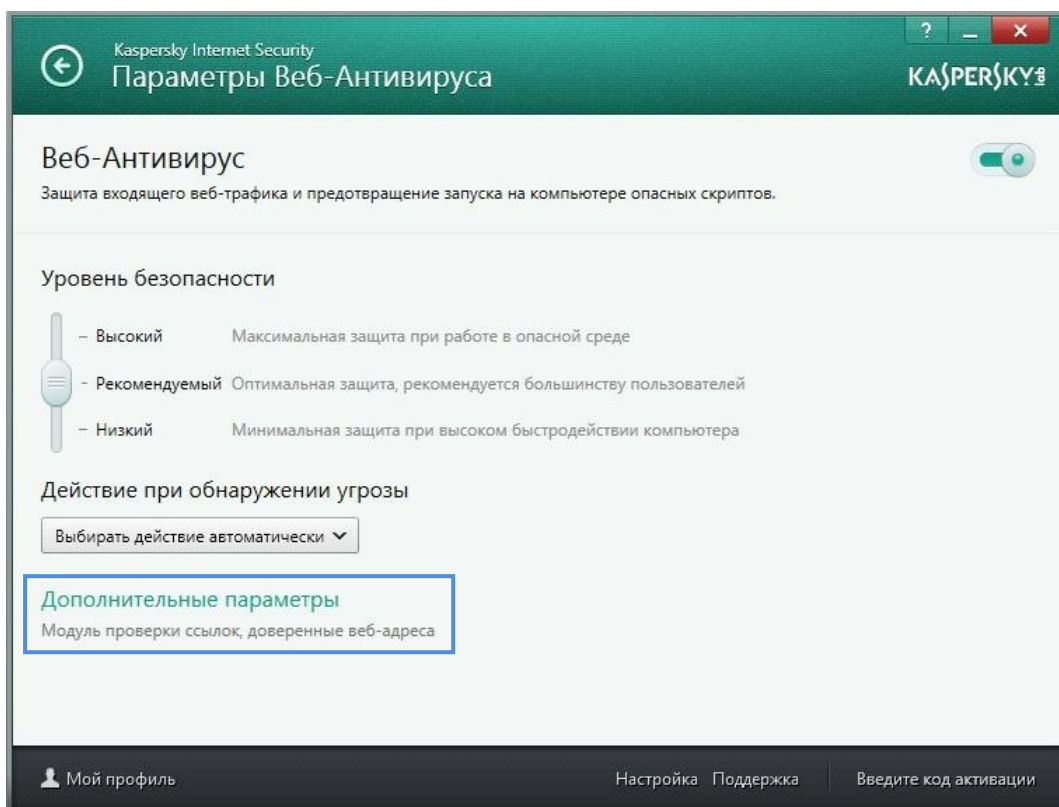 Kaspersky Internet Security
Параметры Веб-Антивируса
?
KASPERSKY lab
Веб-Антивирус
Защита входящего веб-трафика и предотвращение запуска на компьютере опасных скриптов.
Уровень безопасности
– Высокий Максимальная защита при работе в опасной среде
– Рекомендуемый Оптимальная защита, рекомендуется большинству пользователей
– Низкий Минимальная защита при высоком быстродействии компьютера
Действие при обнаружении угрозы
Выбирать действие автоматически
Дополнительные параметры
Модуль проверки ссылок, доверенные веб-адреса
Мой профиль Настройка Поддержка Введите код активации